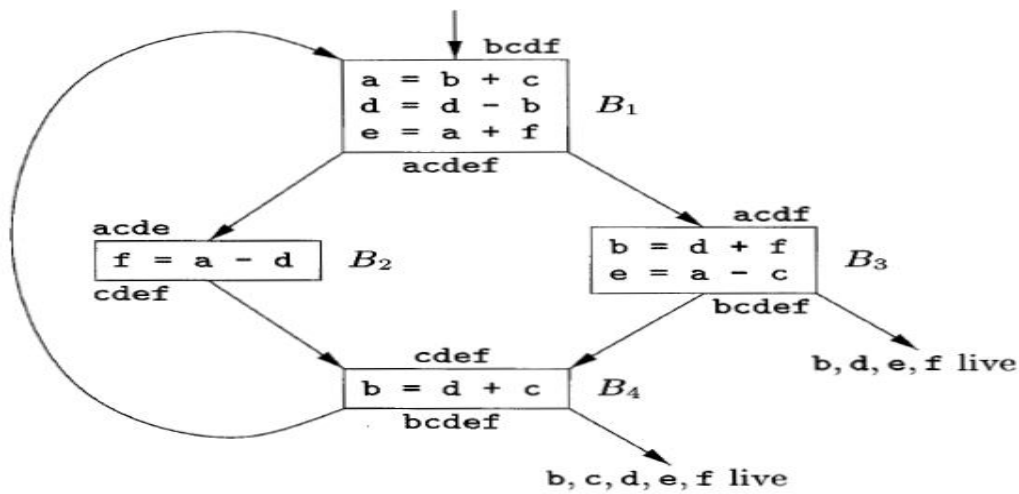 bcdf
a = b + c
d = d - b
e = a + f
B₁
acdef
acde
f = a - d
B₂
cdef
acdf
b = d + f
e = a - c
B₃
bcdef
b, d, e, f live
cdef
b = d + c
B₄
bcdef
b, c, d, e, f live